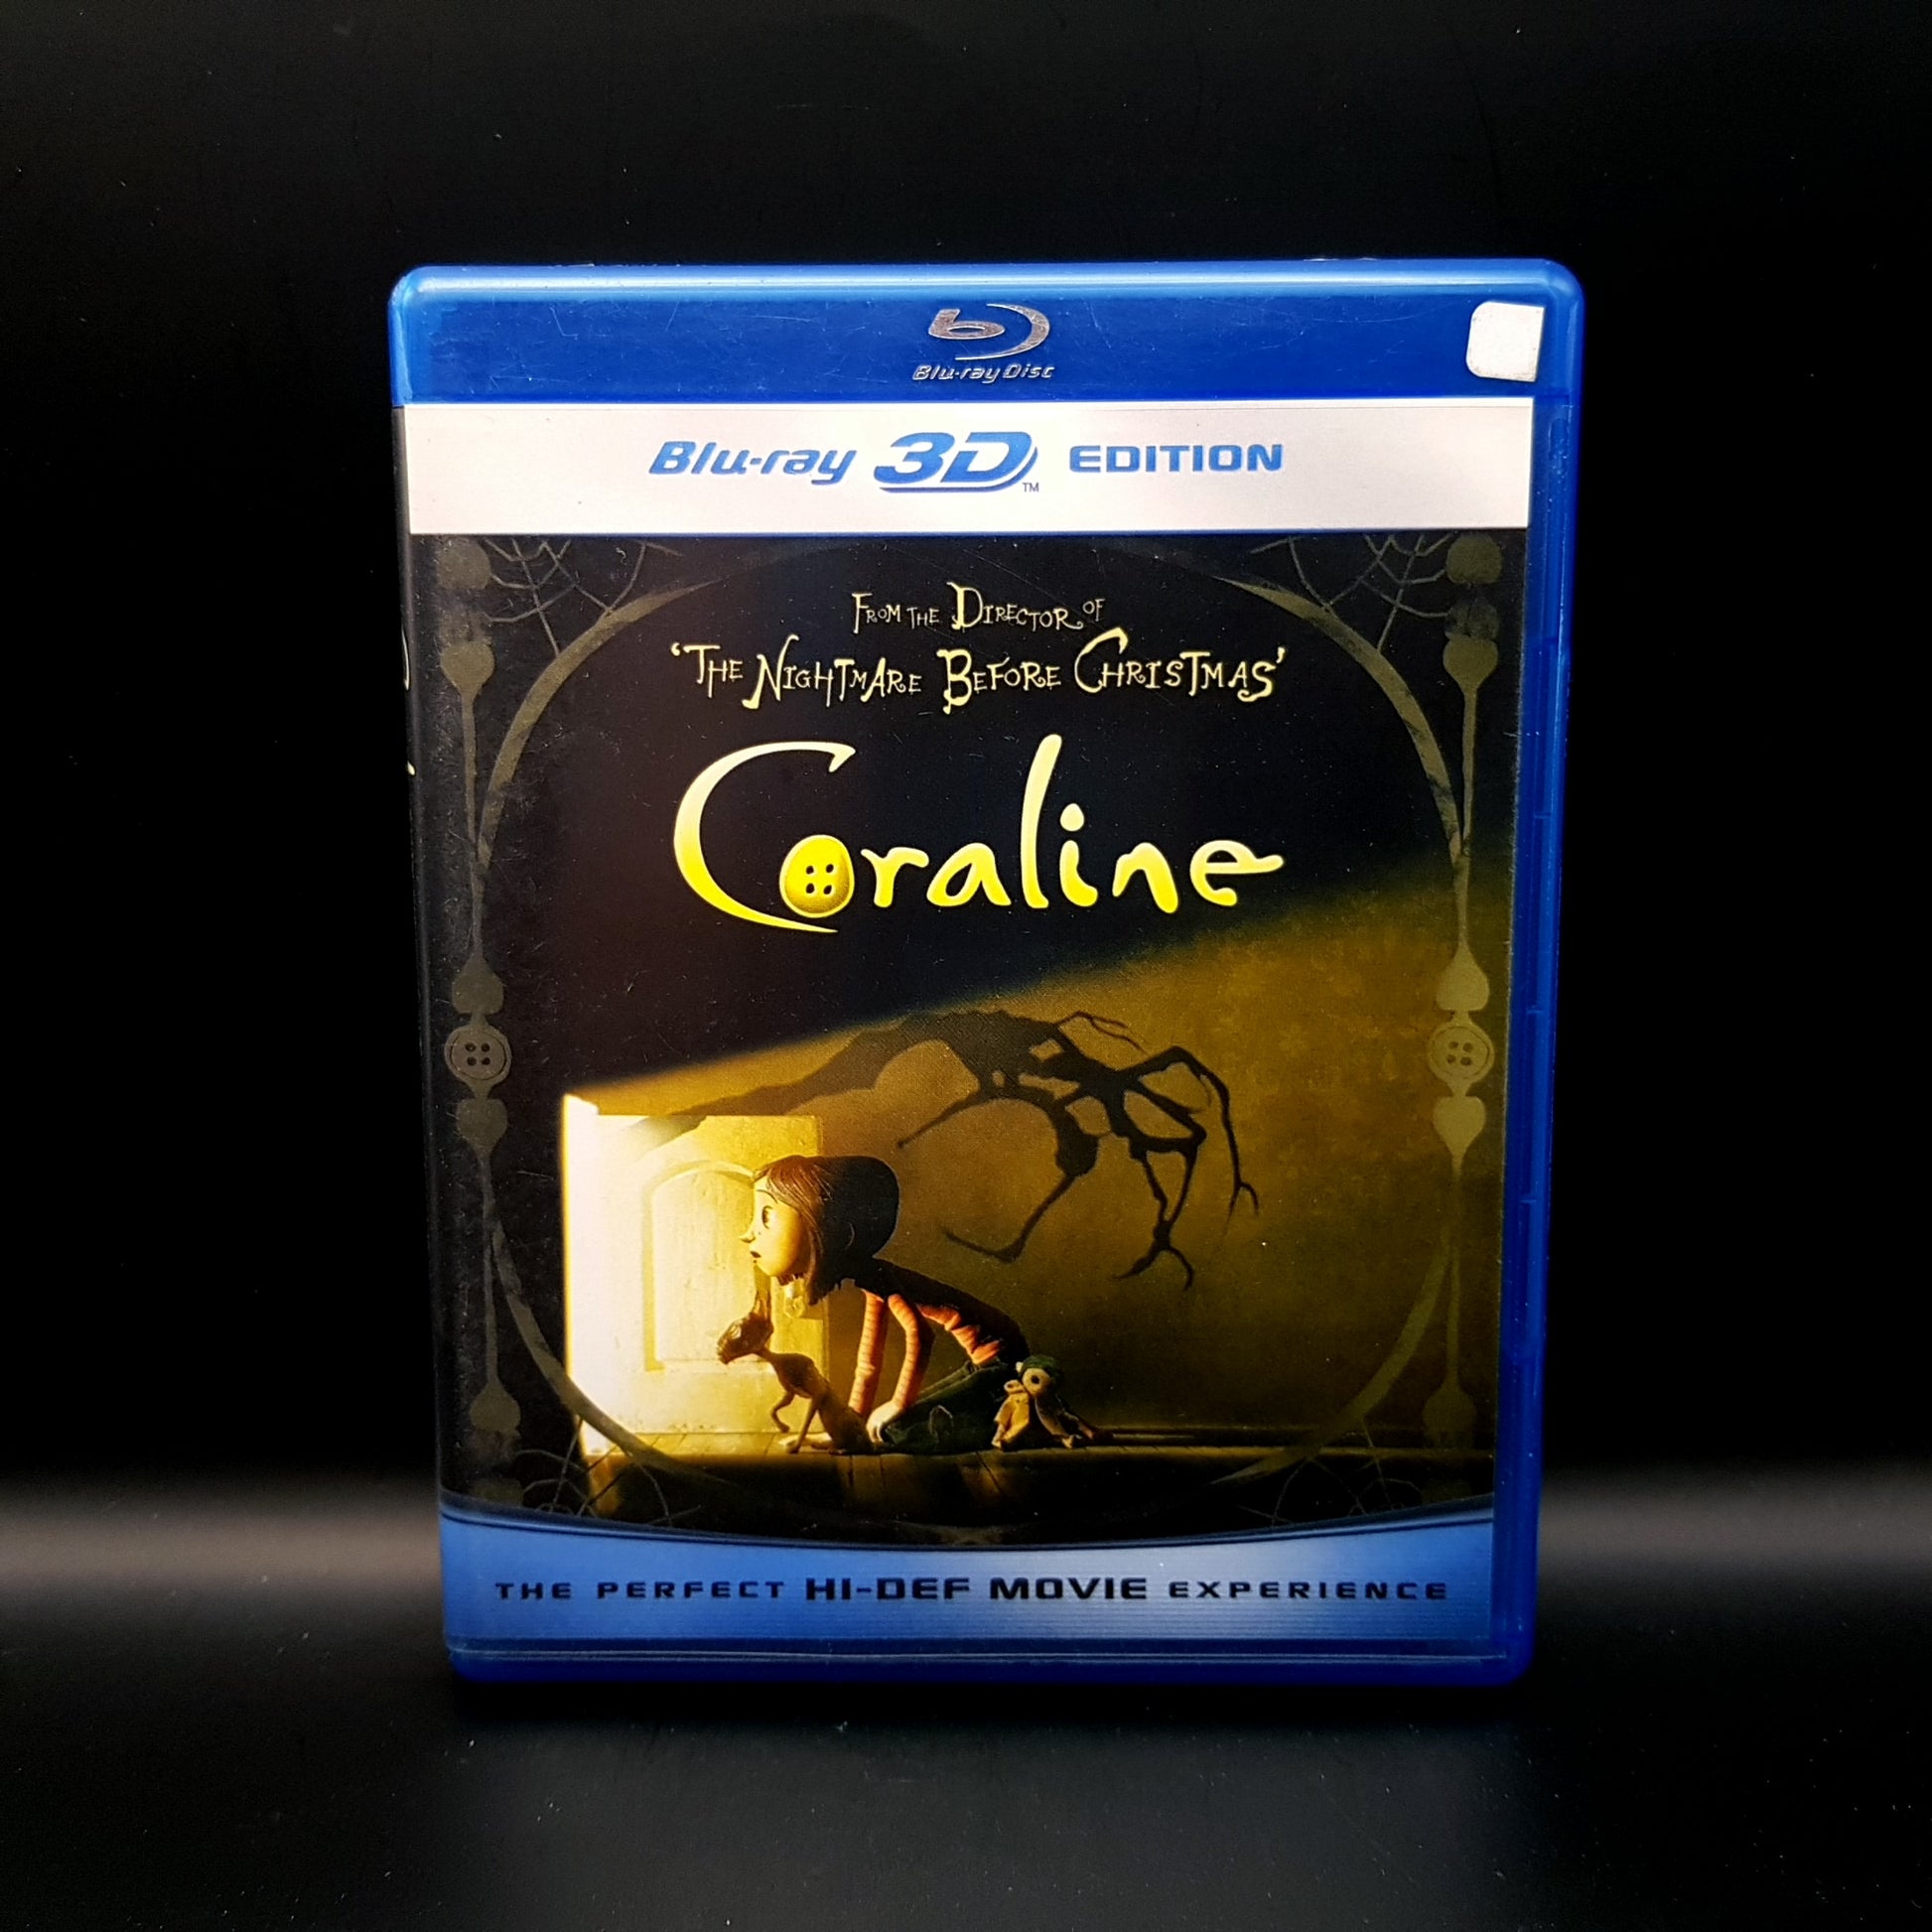 Blu-ray Disc
Blu-ray 3D™ EDITION
FROM THE DIRECTOR OF
'THE NIGHTMARE BEFORE CHRISTMAS'
Coraline
THE PERFECT HI-DEF MOVIE EXPERIENCE